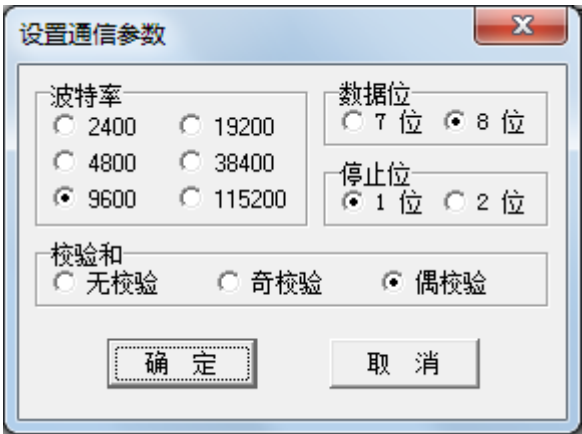 设置通信参数
波特率
2400 19200
4800 38400
9600 115200
数据位
7 位 8 位
停止位
1 位 2 位
校验和
无校验 奇校验 偶校验
确 定 取 消